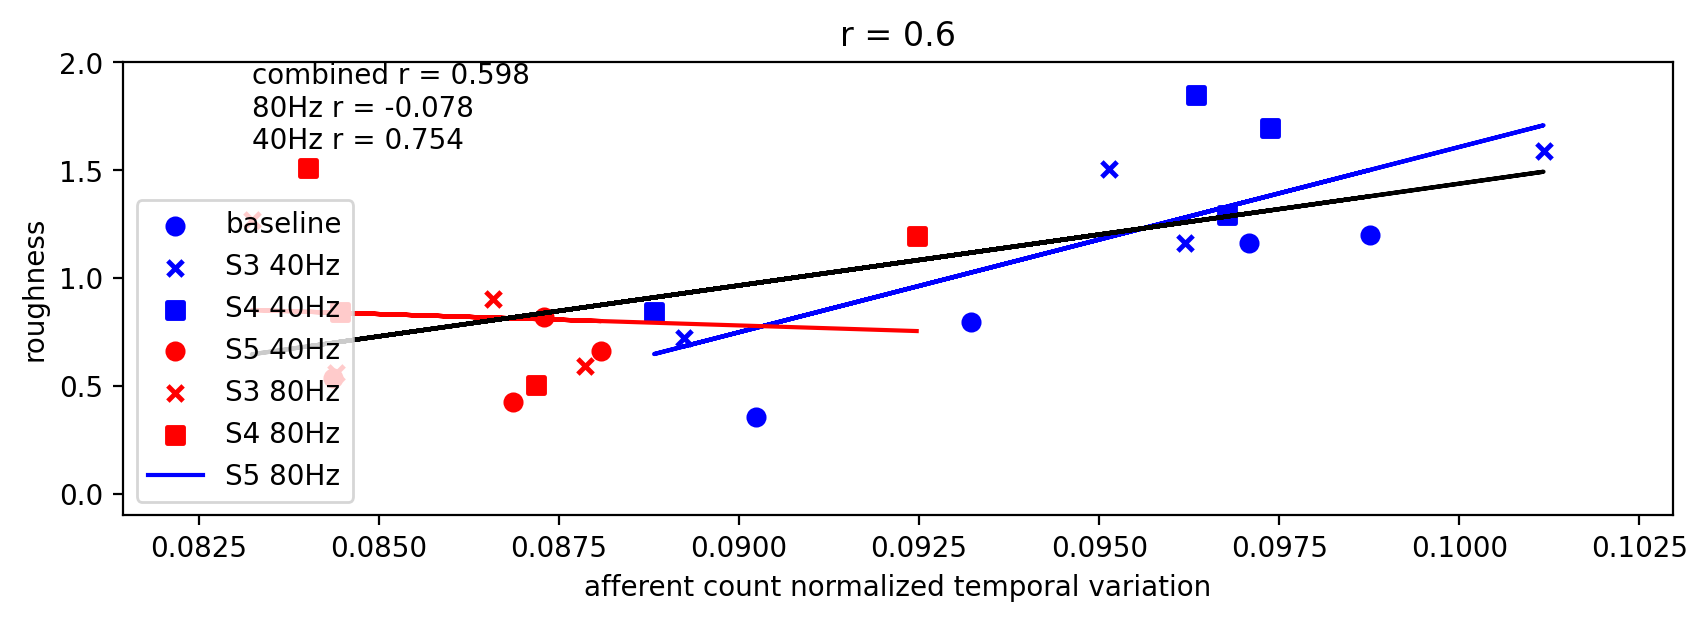 r = 0.6
combined r = 0.598
80Hz r = -0.078
40Hz r = 0.754
2.0
1.5
1.0
0.5
0.0
roughness
baseline
S3 40Hz
S4 40Hz
S5 40Hz
S3 80Hz
S4 80Hz
S5 80Hz
0.0825 0.0850 0.0875 0.0900 0.0925 0.0950 0.0975 0.1000 0.1025
afferent count normalized temporal variation